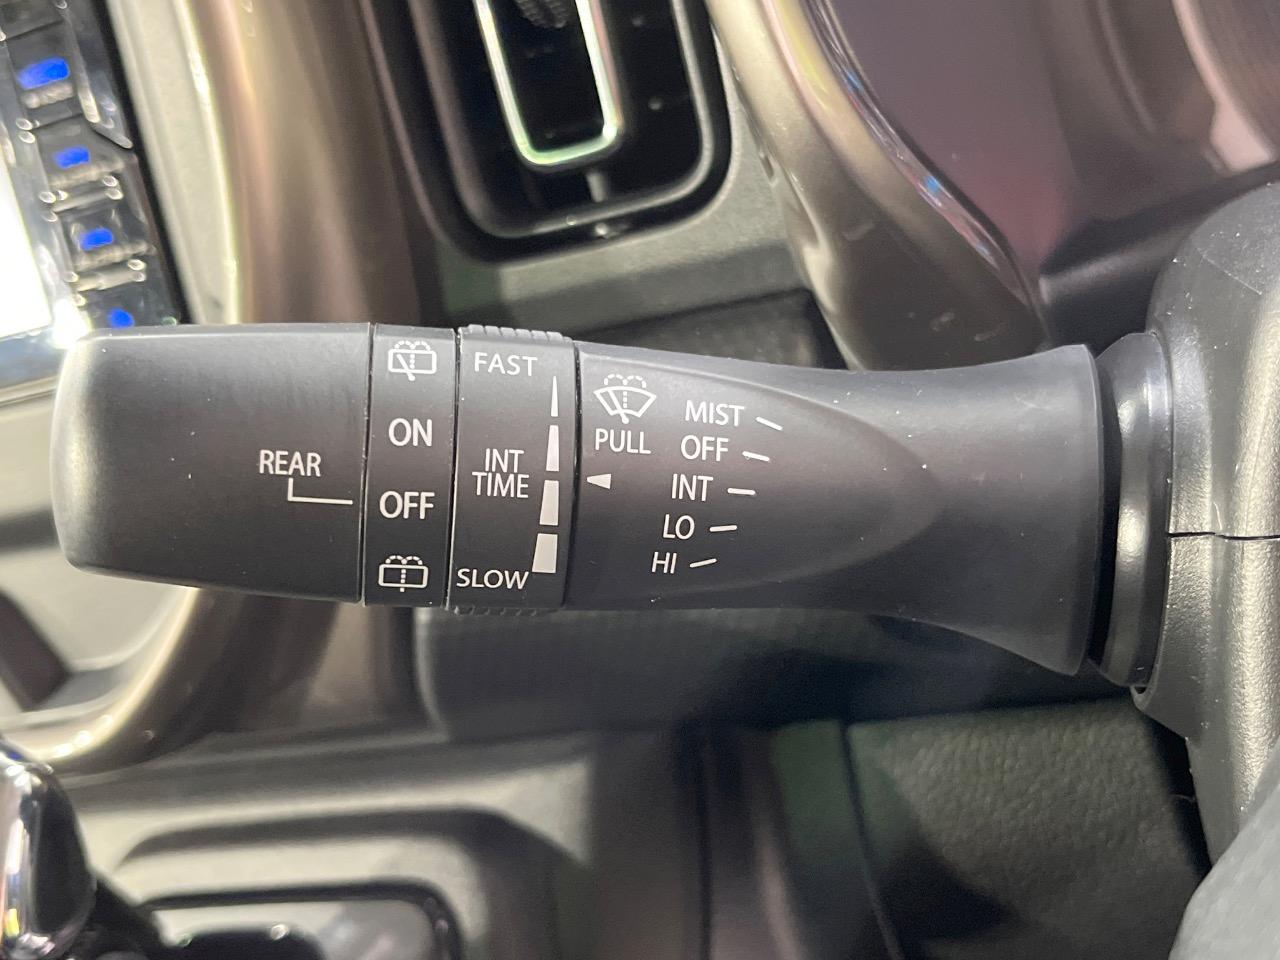 REAR
ON
OFF
FAST
INT
TIME
SLOW
PULL
MIST
OFF
INT
LO
HI